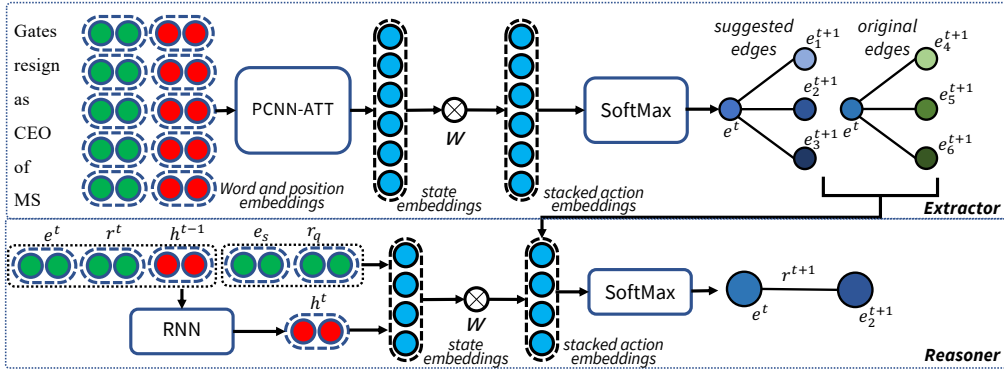 Gates
resign
as
CEO
of
MS
Word and position
embeddings
PCNN-ATT
state
embeddings
W
stacked action
embeddings
SoftMax
suggested
edges
e^t
e_1^{t+1}
e_2^{t+1}
e_3^{t+1}
original
edges
e^t
e_4^{t+1}
e_5^{t+1}
e_6^{t+1}
Extractor
e^t r^t h^{t-1} e_s r_q
RNN
h^t
state
embeddings
W
stacked action
embeddings
SoftMax
e^t
r^{t+1}
e_2^{t+1}
Reasoner